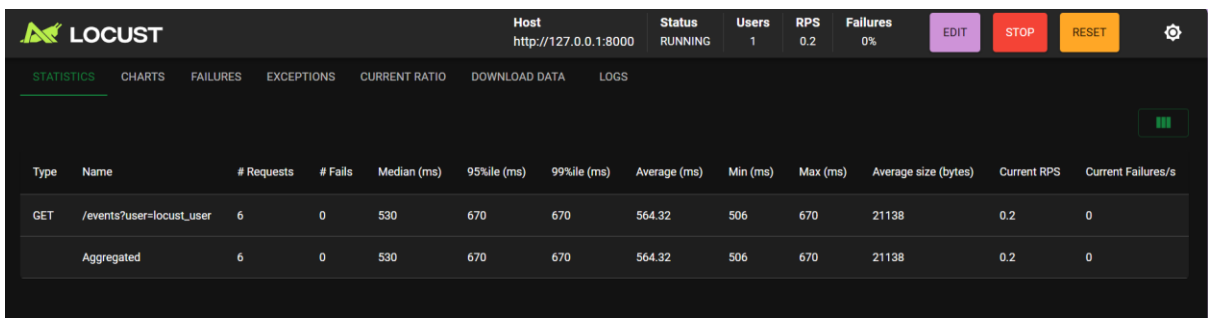 LOCUST
Host Status Users RPS Failures
http://127.0.0.1:8000 RUNNING 1 0.2 0%
EDIT STOP RESET
STATISTICS CHARTS FAILURES EXCEPTIONS CURRENT RATIO DOWNLOAD DATA LOGS
Type Name # Requests # Fails Median (ms) 95%ile (ms) 99%ile (ms) Average (ms) Min (ms) Max (ms) Average size (bytes) Current RPS Current Failures/s
GET /events?user=locust_user 6 0 530 670 670 564.32 506 670 21138 0.2 0
Aggregated 6 0 530 670 670 564.32 506 670 21138 0.2 0